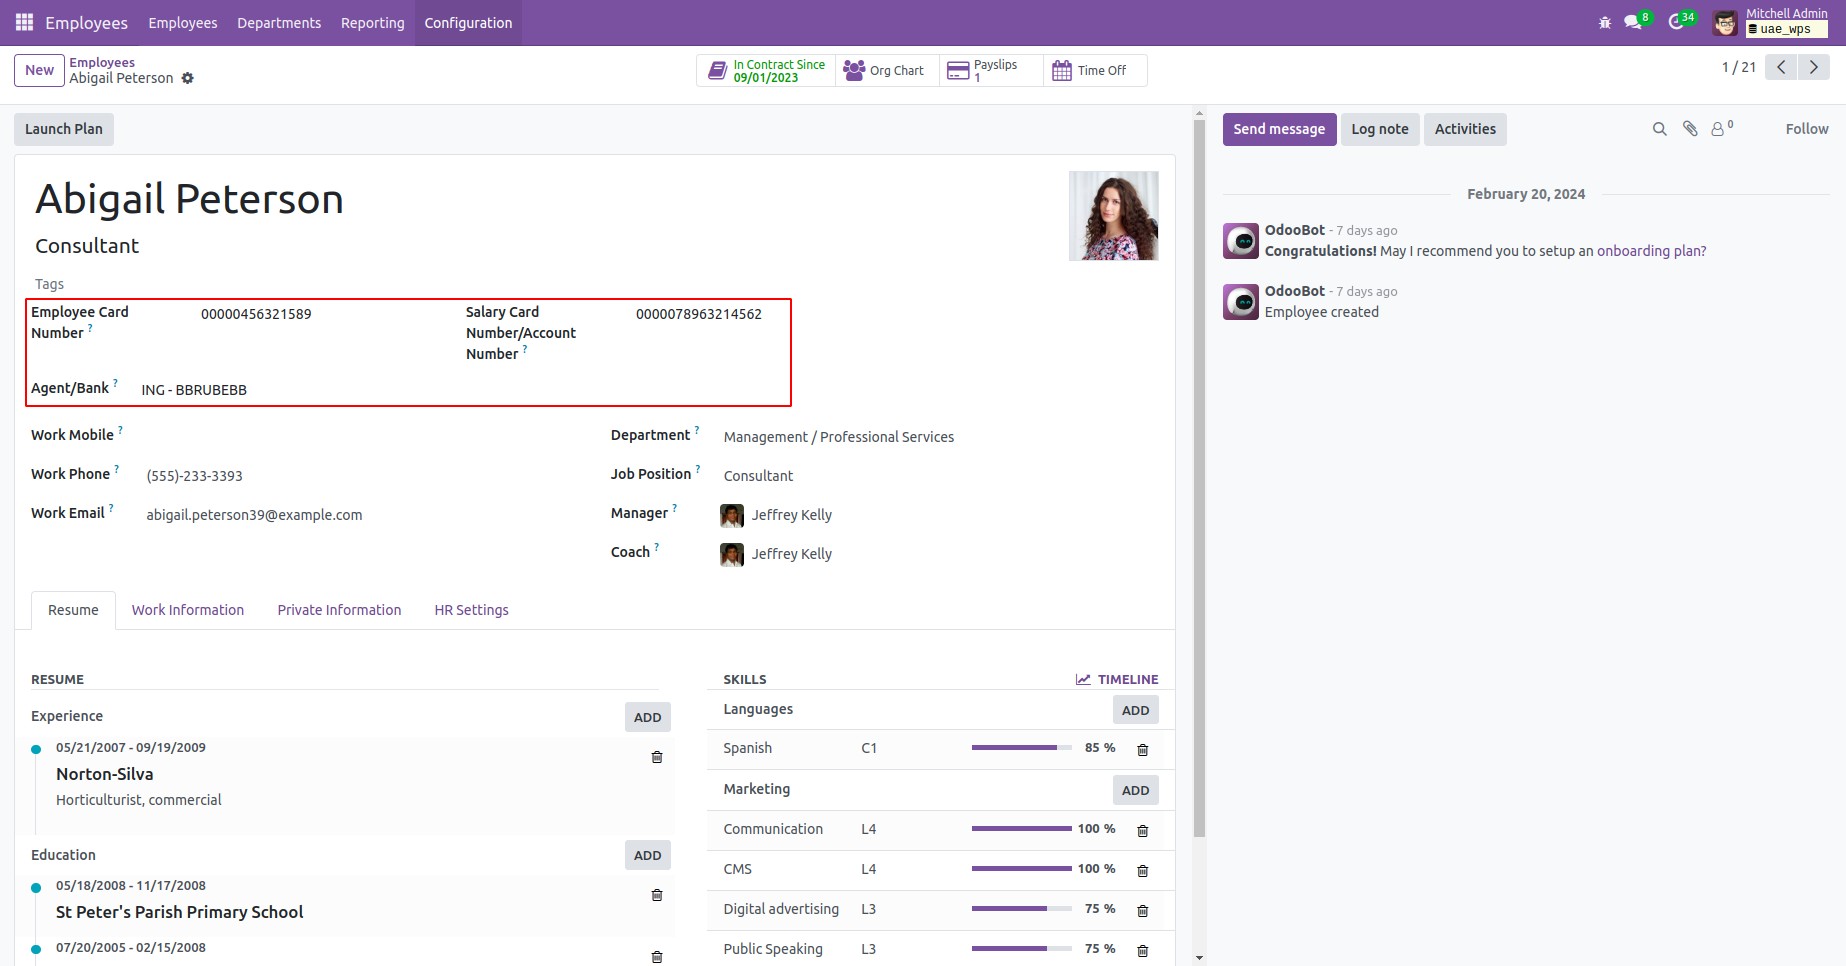 Employees Employees Departments Reporting Configuration 8 34 Mitchell Admin
uae_wps
New Employees
Abigail Peterson
In Contract Since
09/01/2023
Org Chart
Payslips
1
Time Off
1 / 21
Launch Plan
Send message Log note Activities 0 Follow
Abigail Peterson
Consultant
Tags
Employee Card
Number ?
00000456321589
Salary Card
Number/Account
Number ?
0000078963214562
Agent/Bank ? ING - BBRUBEBB
Work Mobile ?
Work Phone ? (555)-233-3393
Work Email ? abigail.peterson39@example.com
Department ? Management / Professional Services
Job Position ? Consultant
Manager ? Jeffrey Kelly
Coach ? Jeffrey Kelly
Resume Work Information Private Information HR Settings
RESUME
Experience ADD
05/21/2007 - 09/19/2009
Norton-Silva
Horticulturist, commercial
Education ADD
05/18/2008 - 11/17/2008
St Peter's Parish Primary School
07/20/2005 - 02/15/2008
SKILLS TIMELINE
Languages ADD
Spanish C1 85 %
Marketing ADD
Communication L4 100 %
CMS L4 100 %
Digital advertising L3 75 %
Public Speaking L3 75 %
February 20, 2024
OdooBot - 7 days ago
Congratulations! May I recommend you to setup an onboarding plan?
OdooBot - 7 days ago
Employee created